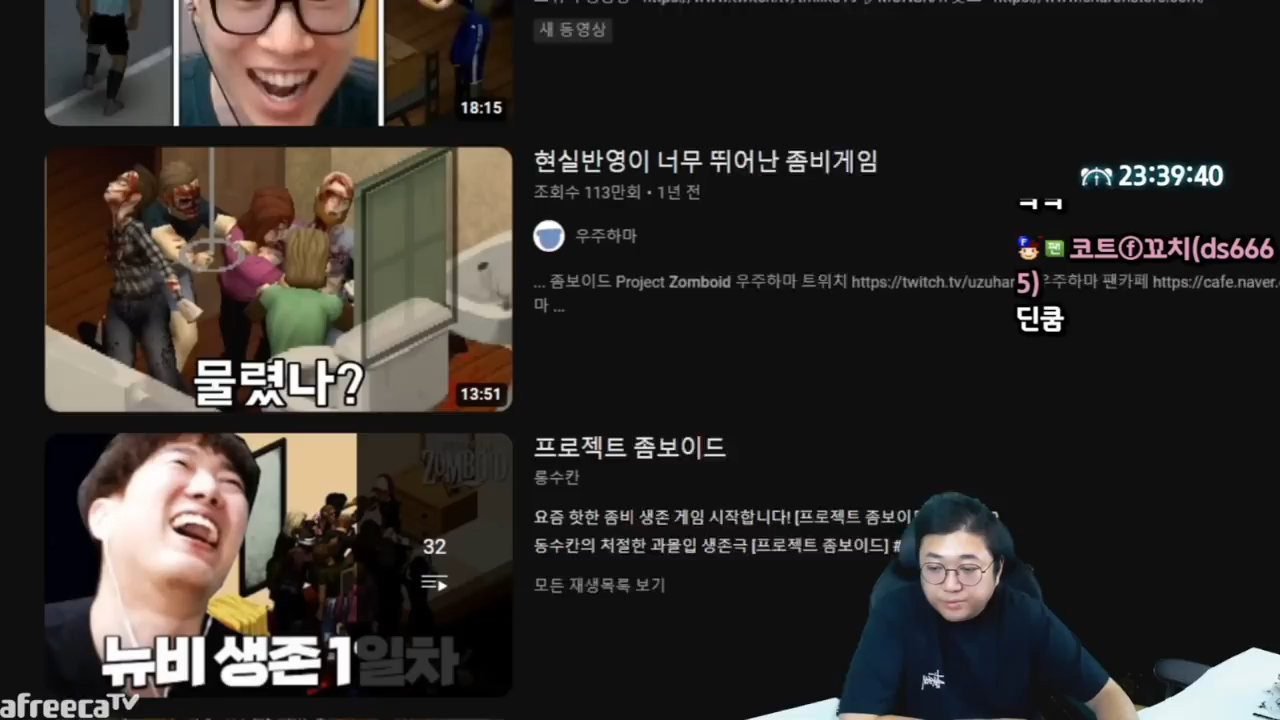 새 동영상
18:15
현실반영이 너무 뛰어난 좀비게임
조회수 113만회 • 1년 전
우주하마
... 좀보이드 Project Zomboid 우주하마 트위치 https://twitch.tv/uzuhar 우주하마 팬카페 https://cafe.naver.
마 ...
물렸나?
13:51
23:39:40
ㅋㅋ
팬 코트ⓕ꼬치(ds666
5)
딘쿰
프로젝트 좀보이드
룡수칸
요즘 핫한 좀비 생존 게임 시작합니다! [프로젝트 좀보이
동수칸의 처절한 과몰입 생존극 [프로젝트 좀보이드] #
모든 재생목록 보기
ZOMBOID
32
뉴비 생존 1일차
afreecaTV